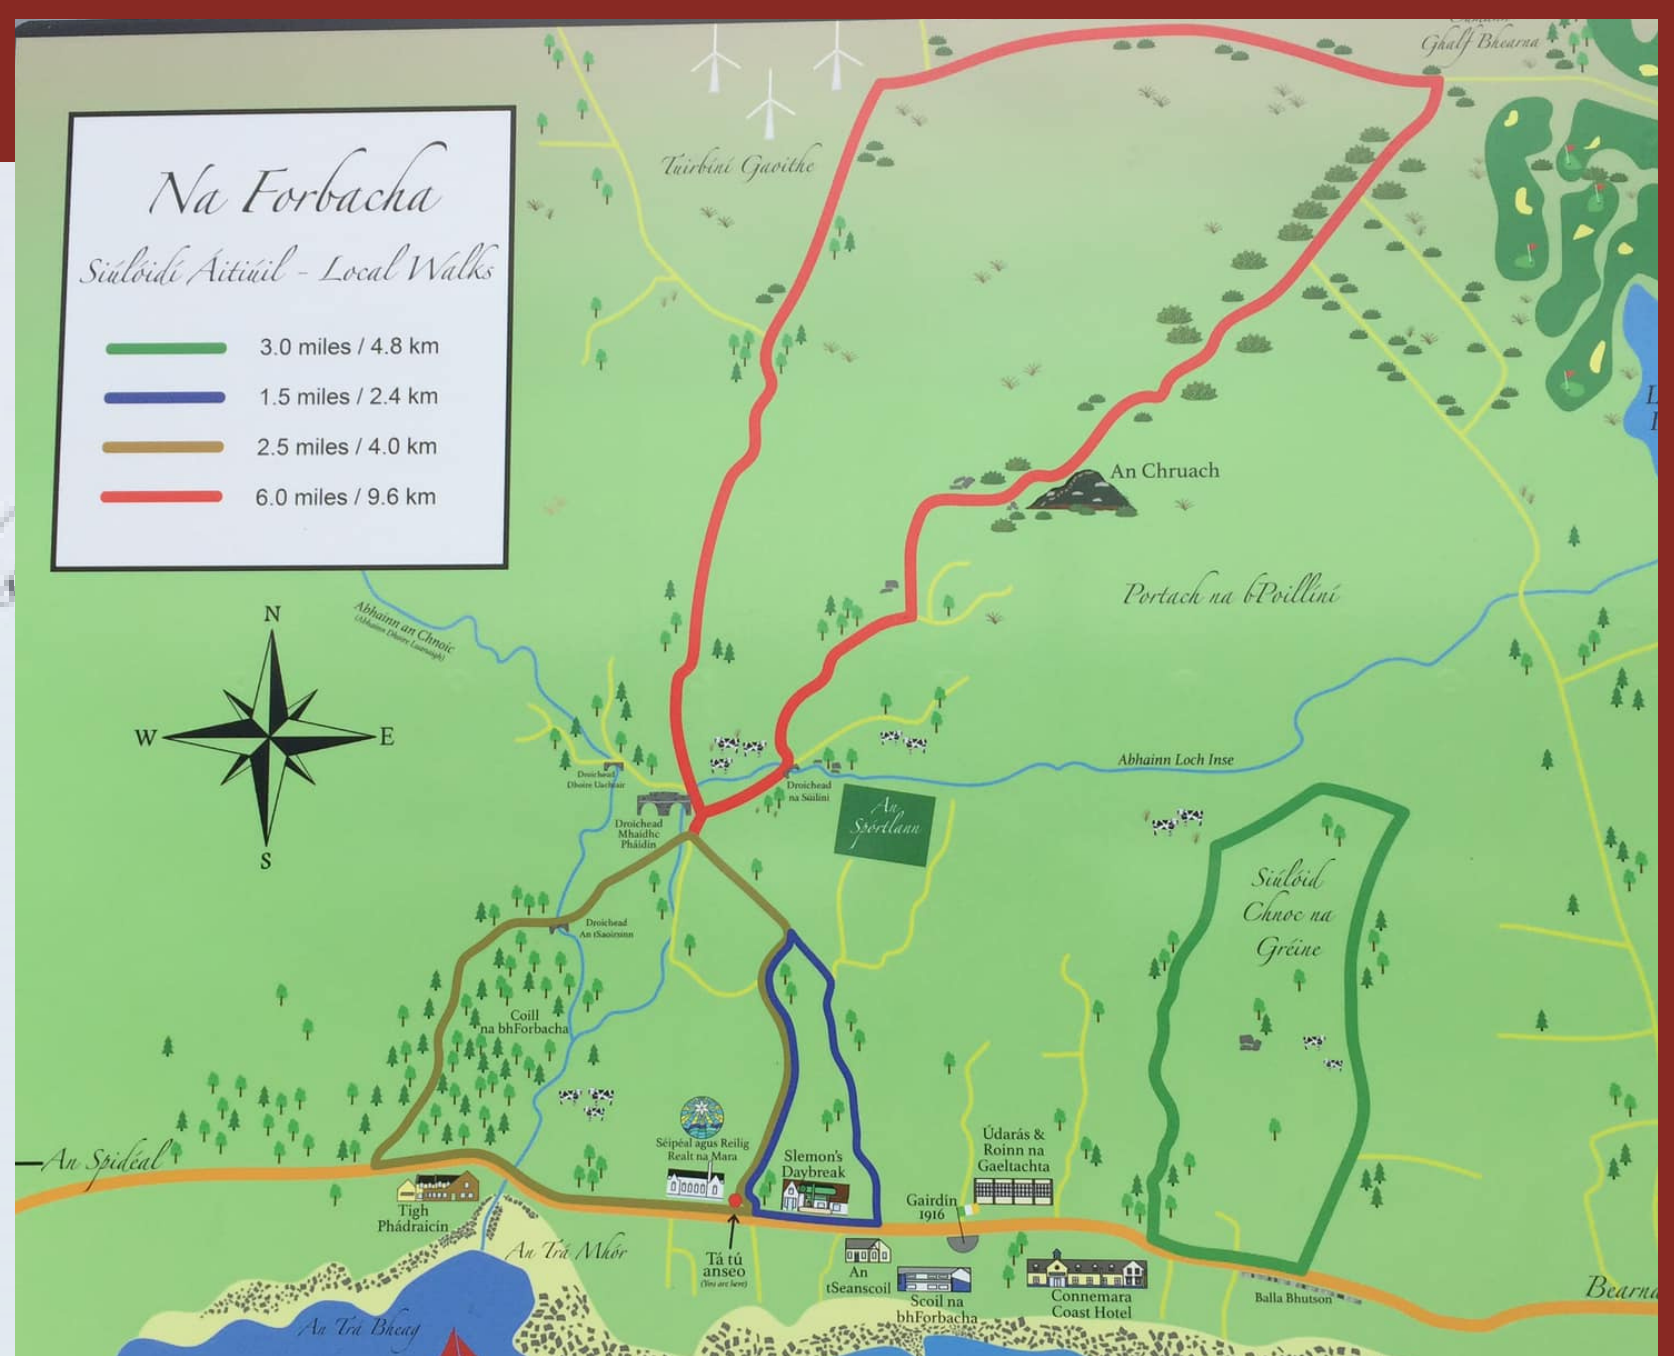 Na Forbacha
Siúlóidí Áitiúil - Local Walks
3.0 miles / 4.8 km
1.5 miles / 2.4 km
2.5 miles / 4.0 km
6.0 miles / 9.6 km
Ghalf Bhearna
Tuirbíní Gaoithe
An Chruach
Portach na bPoillíní
Abhainn an Chnoic
N
W
E
S
Abhainn Loch Inse
Droichead
Droichead
na Súilíní
Droichead
Mhaidhc
Pháidín
An
Spórtlann
Siúlóid
Chnoc na
Gréine
Droichead
An tSaoirsinn
Coill
na bhForbacha
Séipéal agus Reilig
Realt na Mara
Slemon's
Daybreak
Údarás &
Roinn na
Gaeltachta
Gairdín
1916
An Spidéal
Tigh
Phádraicín
An Trá Mhór
Tá tú
anseo
(You are here)
An
tSeanscoil
Scoil na
bhForbacha
Connemara
Coast Hotel
Balla Bhutson
Bearna
An Trá Bheag